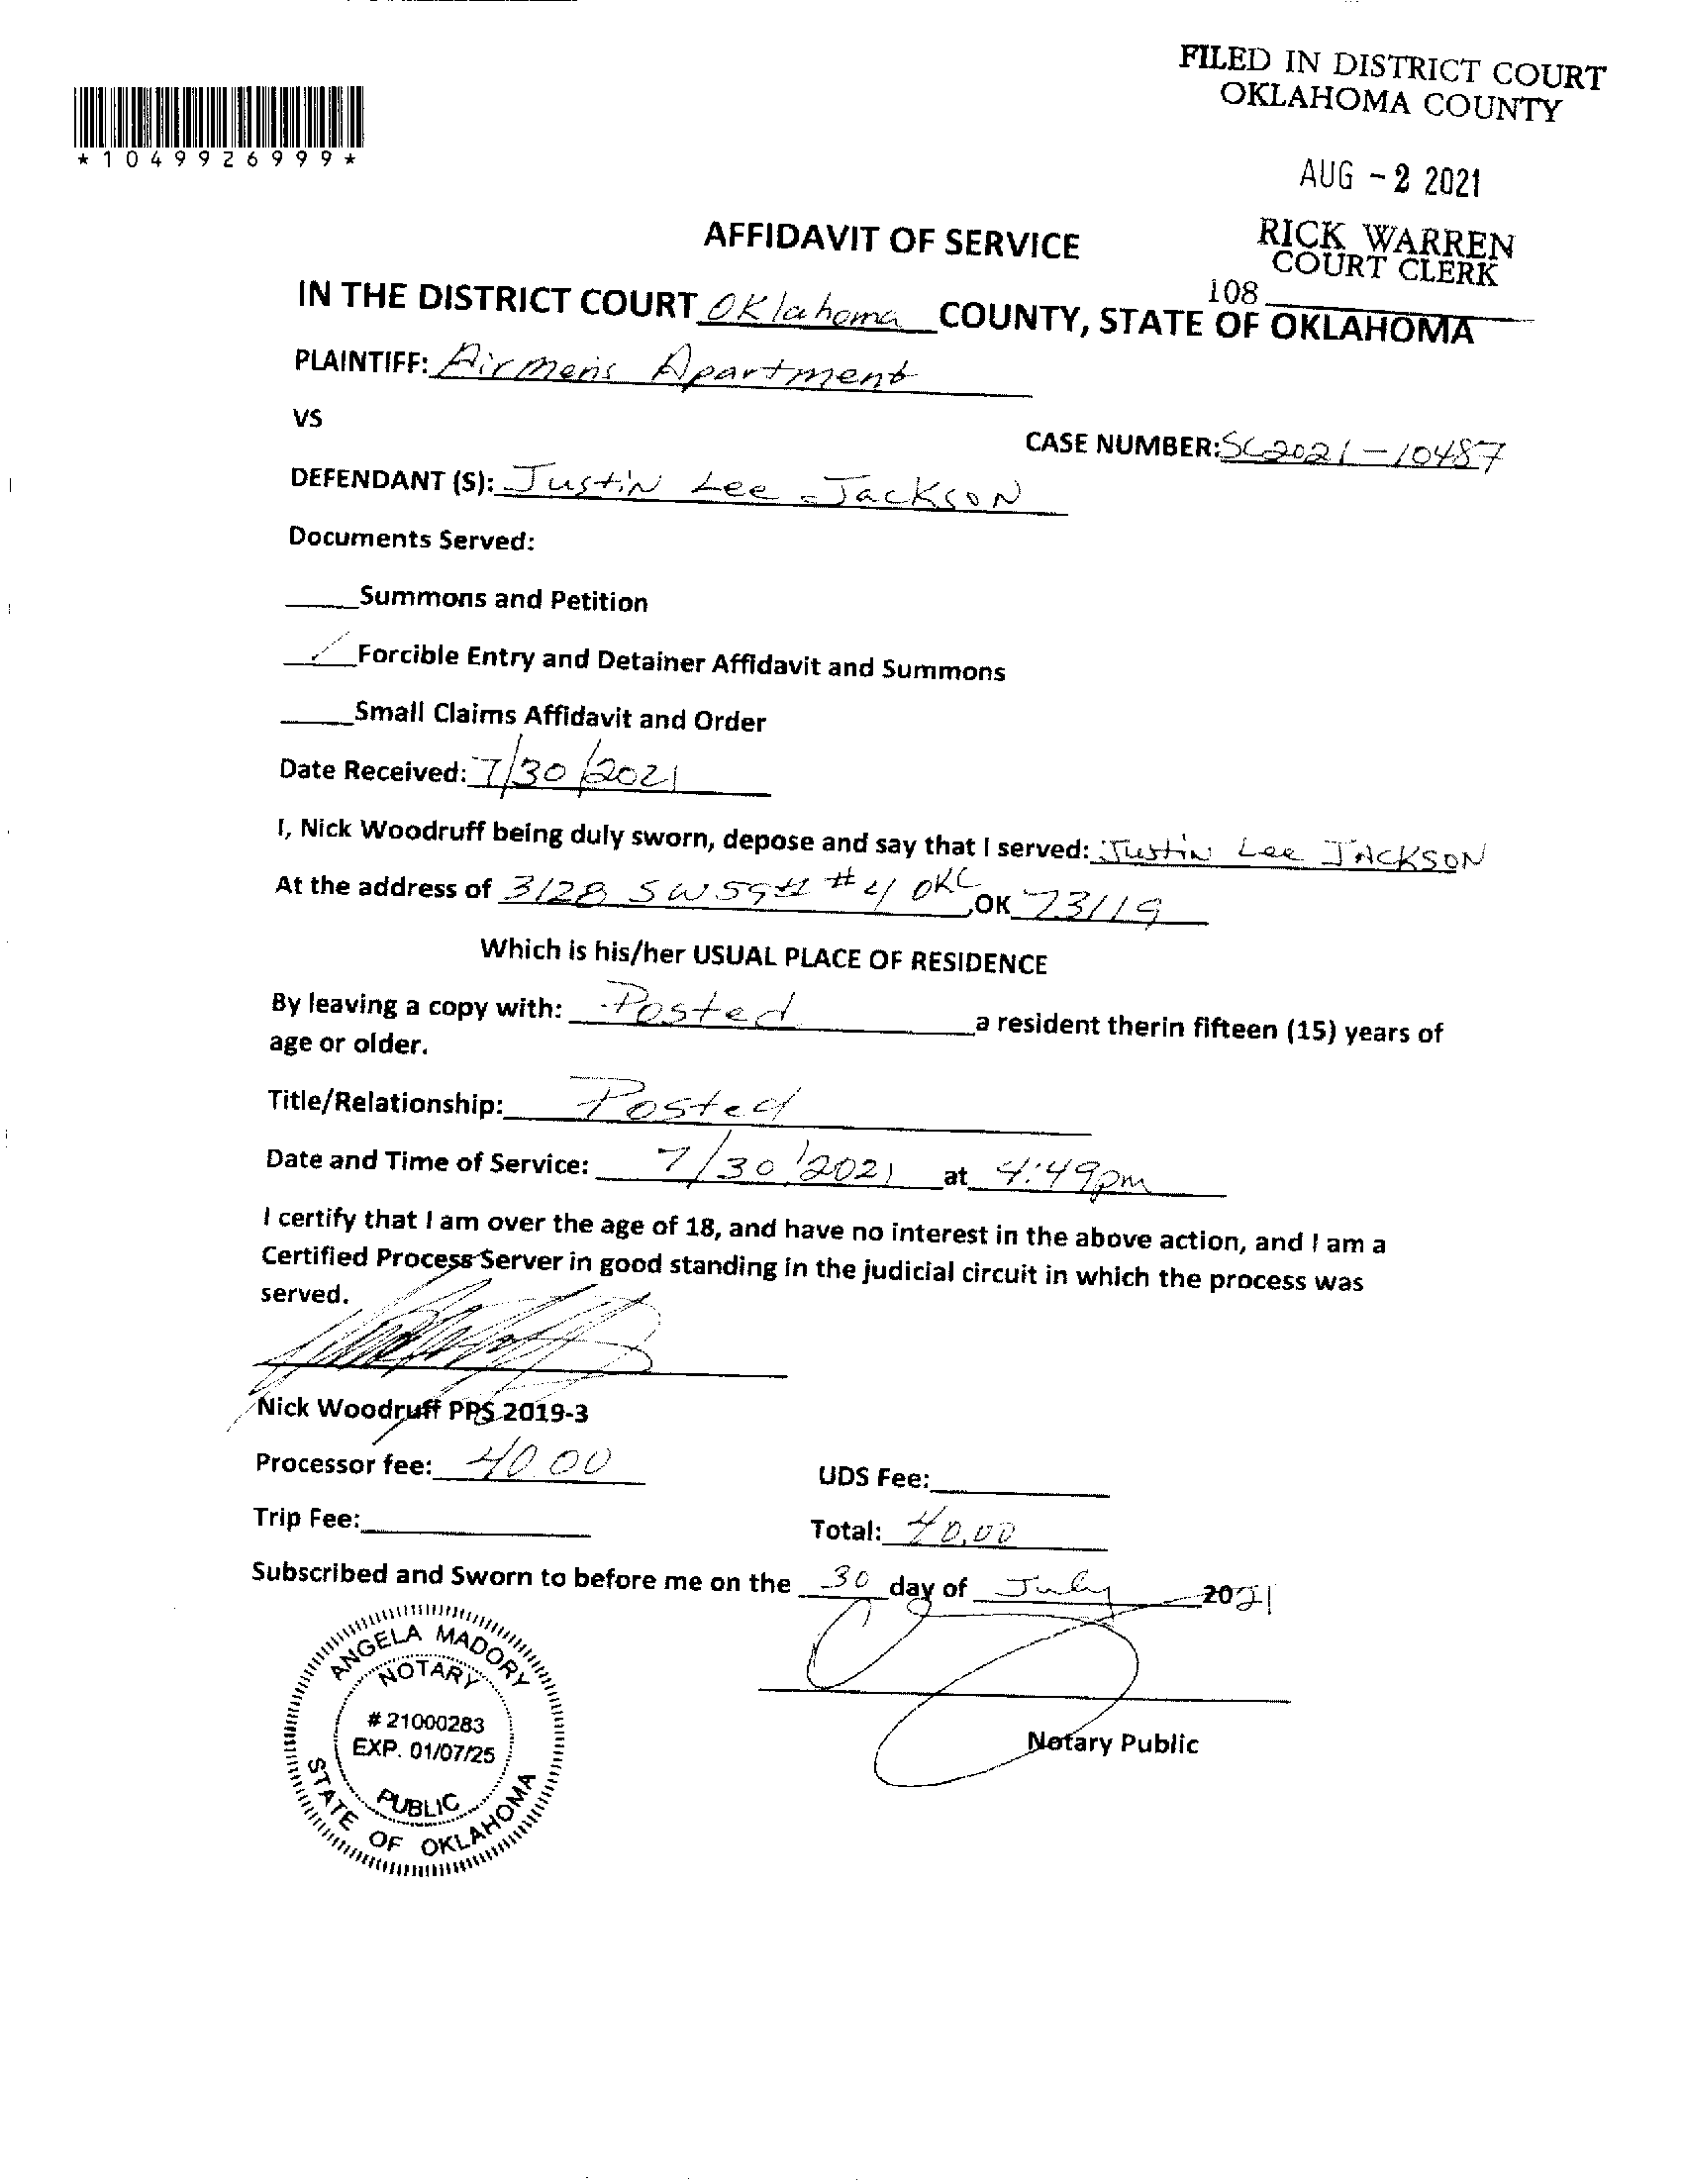 FILED IN DISTRICT COURT
OKLAHOMA COUNTY
*1049926999*
AUG - 2 2021
RICK WARREN
COURT CLERK
108
AFFIDAVIT OF SERVICE
IN THE DISTRICT COURT Oklahoma COUNTY, STATE OF OKLAHOMA
PLAINTIFF: Airmens Apartment
VS
CASE NUMBER: SC2021-10487
DEFENDANT (S): Justin Lee Jackson
Documents Served:
Summons and Petition
Forcible Entry and Detainer Affidavit and Summons
Small Claims Affidavit and Order
Date Received: 7/30/2021
I, Nick Woodruff being duly sworn, depose and say that I served: Justin Lee JACKSON
At the address of 3128 SW 59th #4 OKC ,OK 73119
Which is his/her USUAL PLACE OF RESIDENCE
By leaving a copy with: Posted a resident therin fifteen (15) years of
age or older.
Title/Relationship: Posted
Date and Time of Service: 7/30/2021 at 4:49pm
I certify that I am over the age of 18, and have no interest in the above action, and I am a
Certified Process Server in good standing in the judicial circuit in which the process was
served.
Nick Woodruff PPS 2019-3
Processor fee: 40.00
UDS Fee:
Trip Fee:
Total: 40.00
Subscribed and Sworn to before me on the 30 day of July 2021
ANGELA MADORY
NOTARY
# 21000283
EXP. 01/07/25
PUBLIC
STATE OF OKLAHOMA
Notary Public